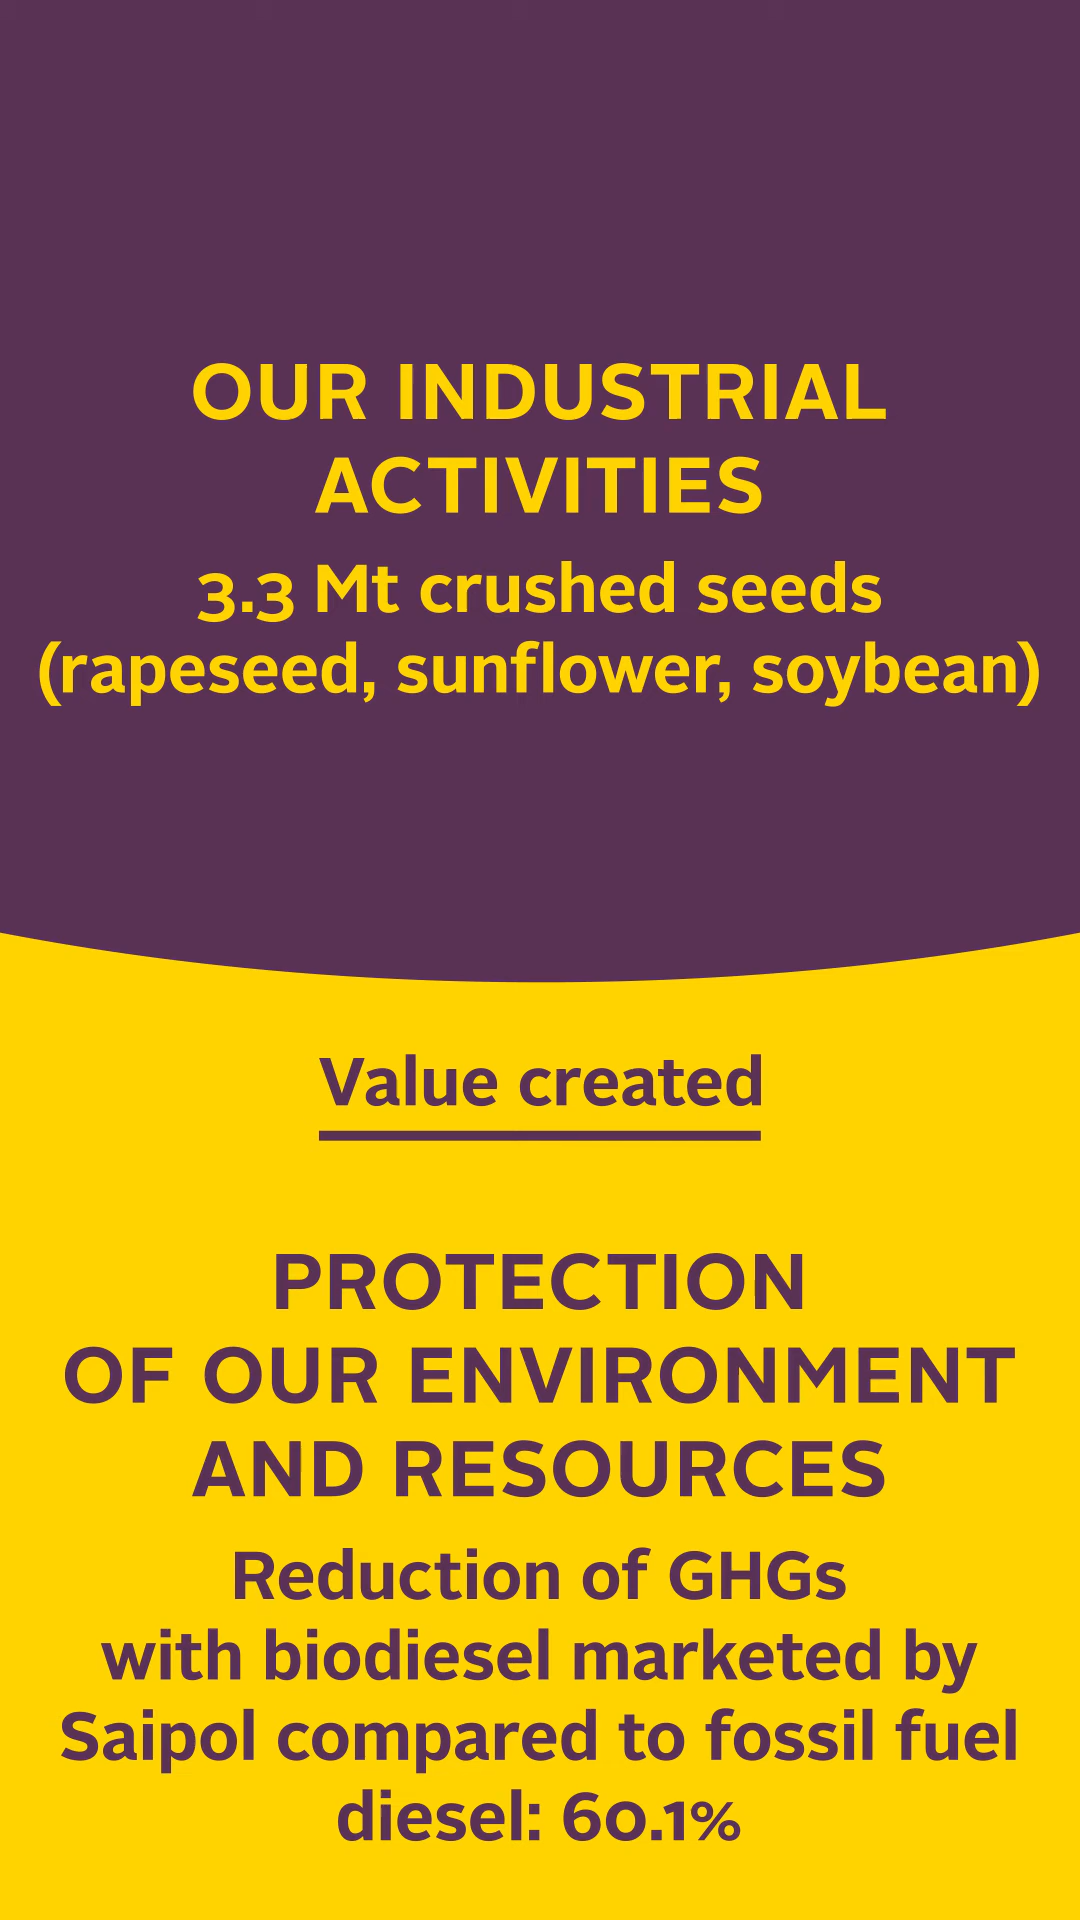 OUR INDUSTRIAL
ACTIVITIES
3.3 Mt crushed seeds
(rapeseed, sunflower, soybean)
Value created
PROTECTION
OF OUR ENVIRONMENT
AND RESOURCES
Reduction of GHGs
with biodiesel marketed by
Saipol compared to fossil fuel
diesel: 60.1%